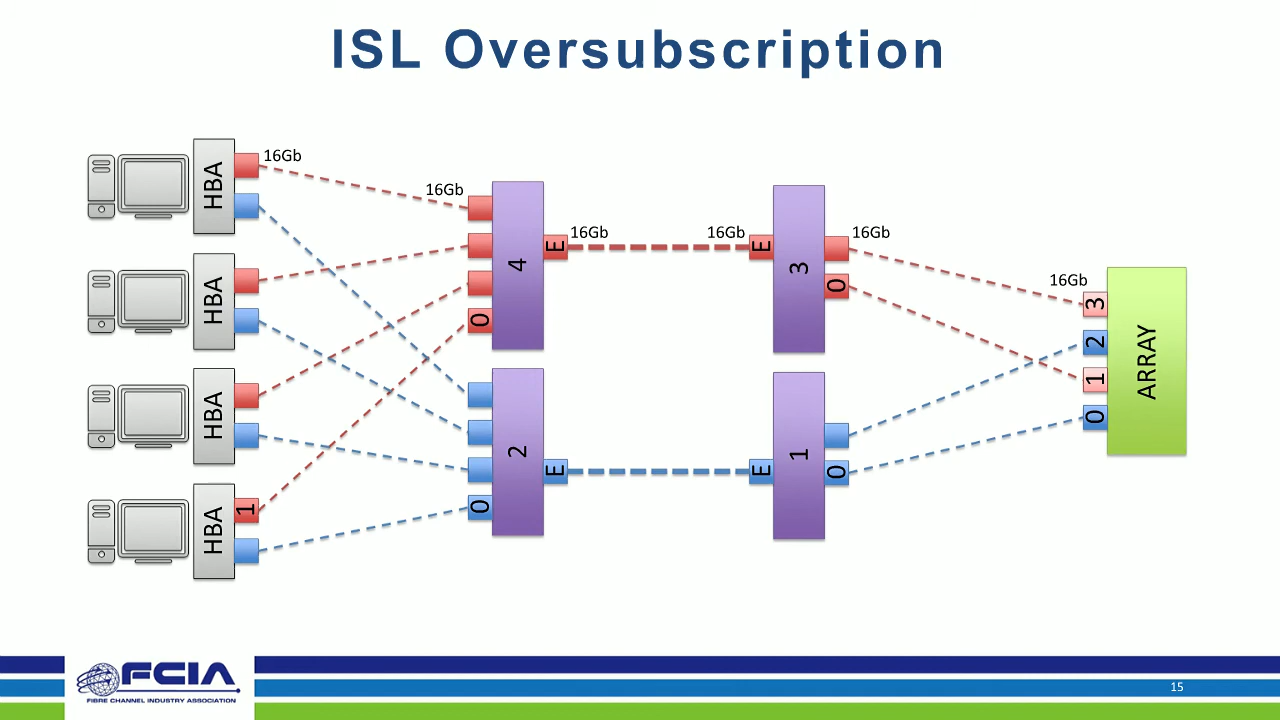 ISL Oversubscription
HBA
16Gb
HBA
HBA
HBA
1
16Gb
4
0
E
16Gb
2
0
E
16Gb
E
3
0
16Gb
E
1
0
16Gb
3
2
1
0
ARRAY
FCIA
FIBRE CHANNEL INDUSTRY ASSOCIATION
15